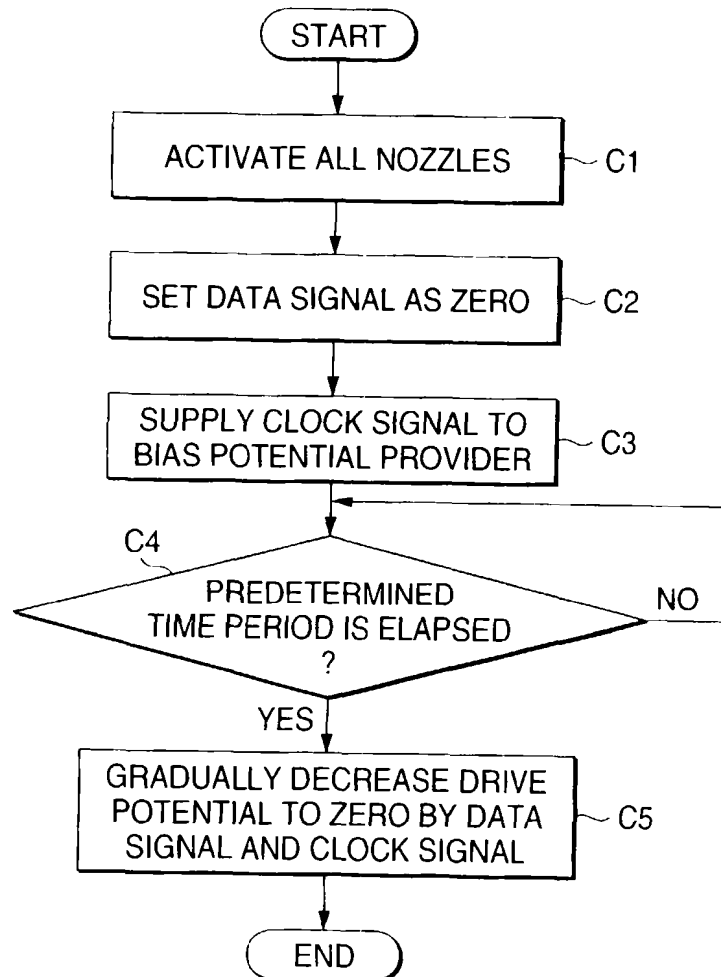 START
ACTIVATE ALL NOZZLES
C1
SET DATA SIGNAL AS ZERO
C2
SUPPLY CLOCK SIGNAL TO
BIAS POTENTIAL PROVIDER
C3
C4
PREDETERMINED
TIME PERIOD IS ELAPSED
?
NO
YES
GRADUALLY DECREASE DRIVE
POTENTIAL TO ZERO BY DATA
SIGNAL AND CLOCK SIGNAL
C5
END